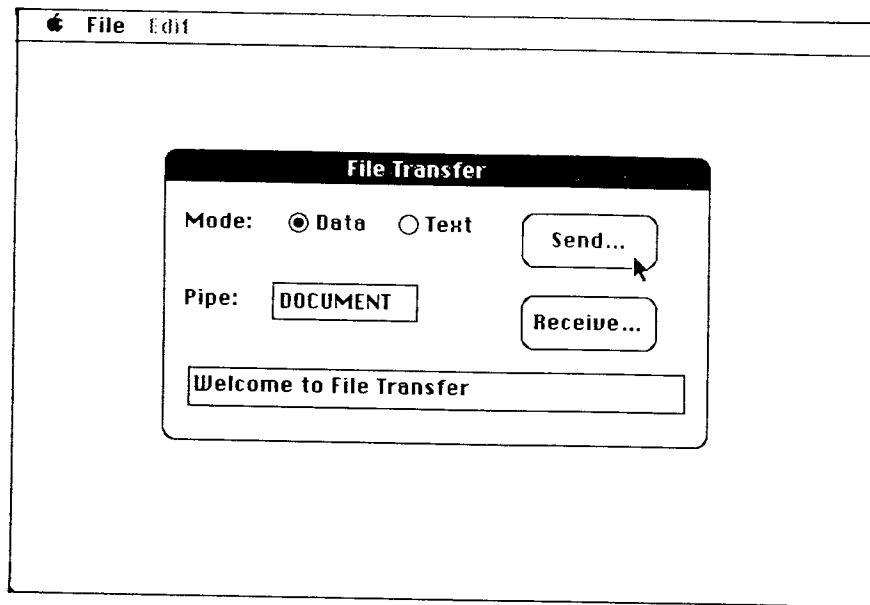 File Edit
File Transfer
Mode: Data Text
Send...
Pipe: DOCUMENT
Receive...
Welcome to File Transfer